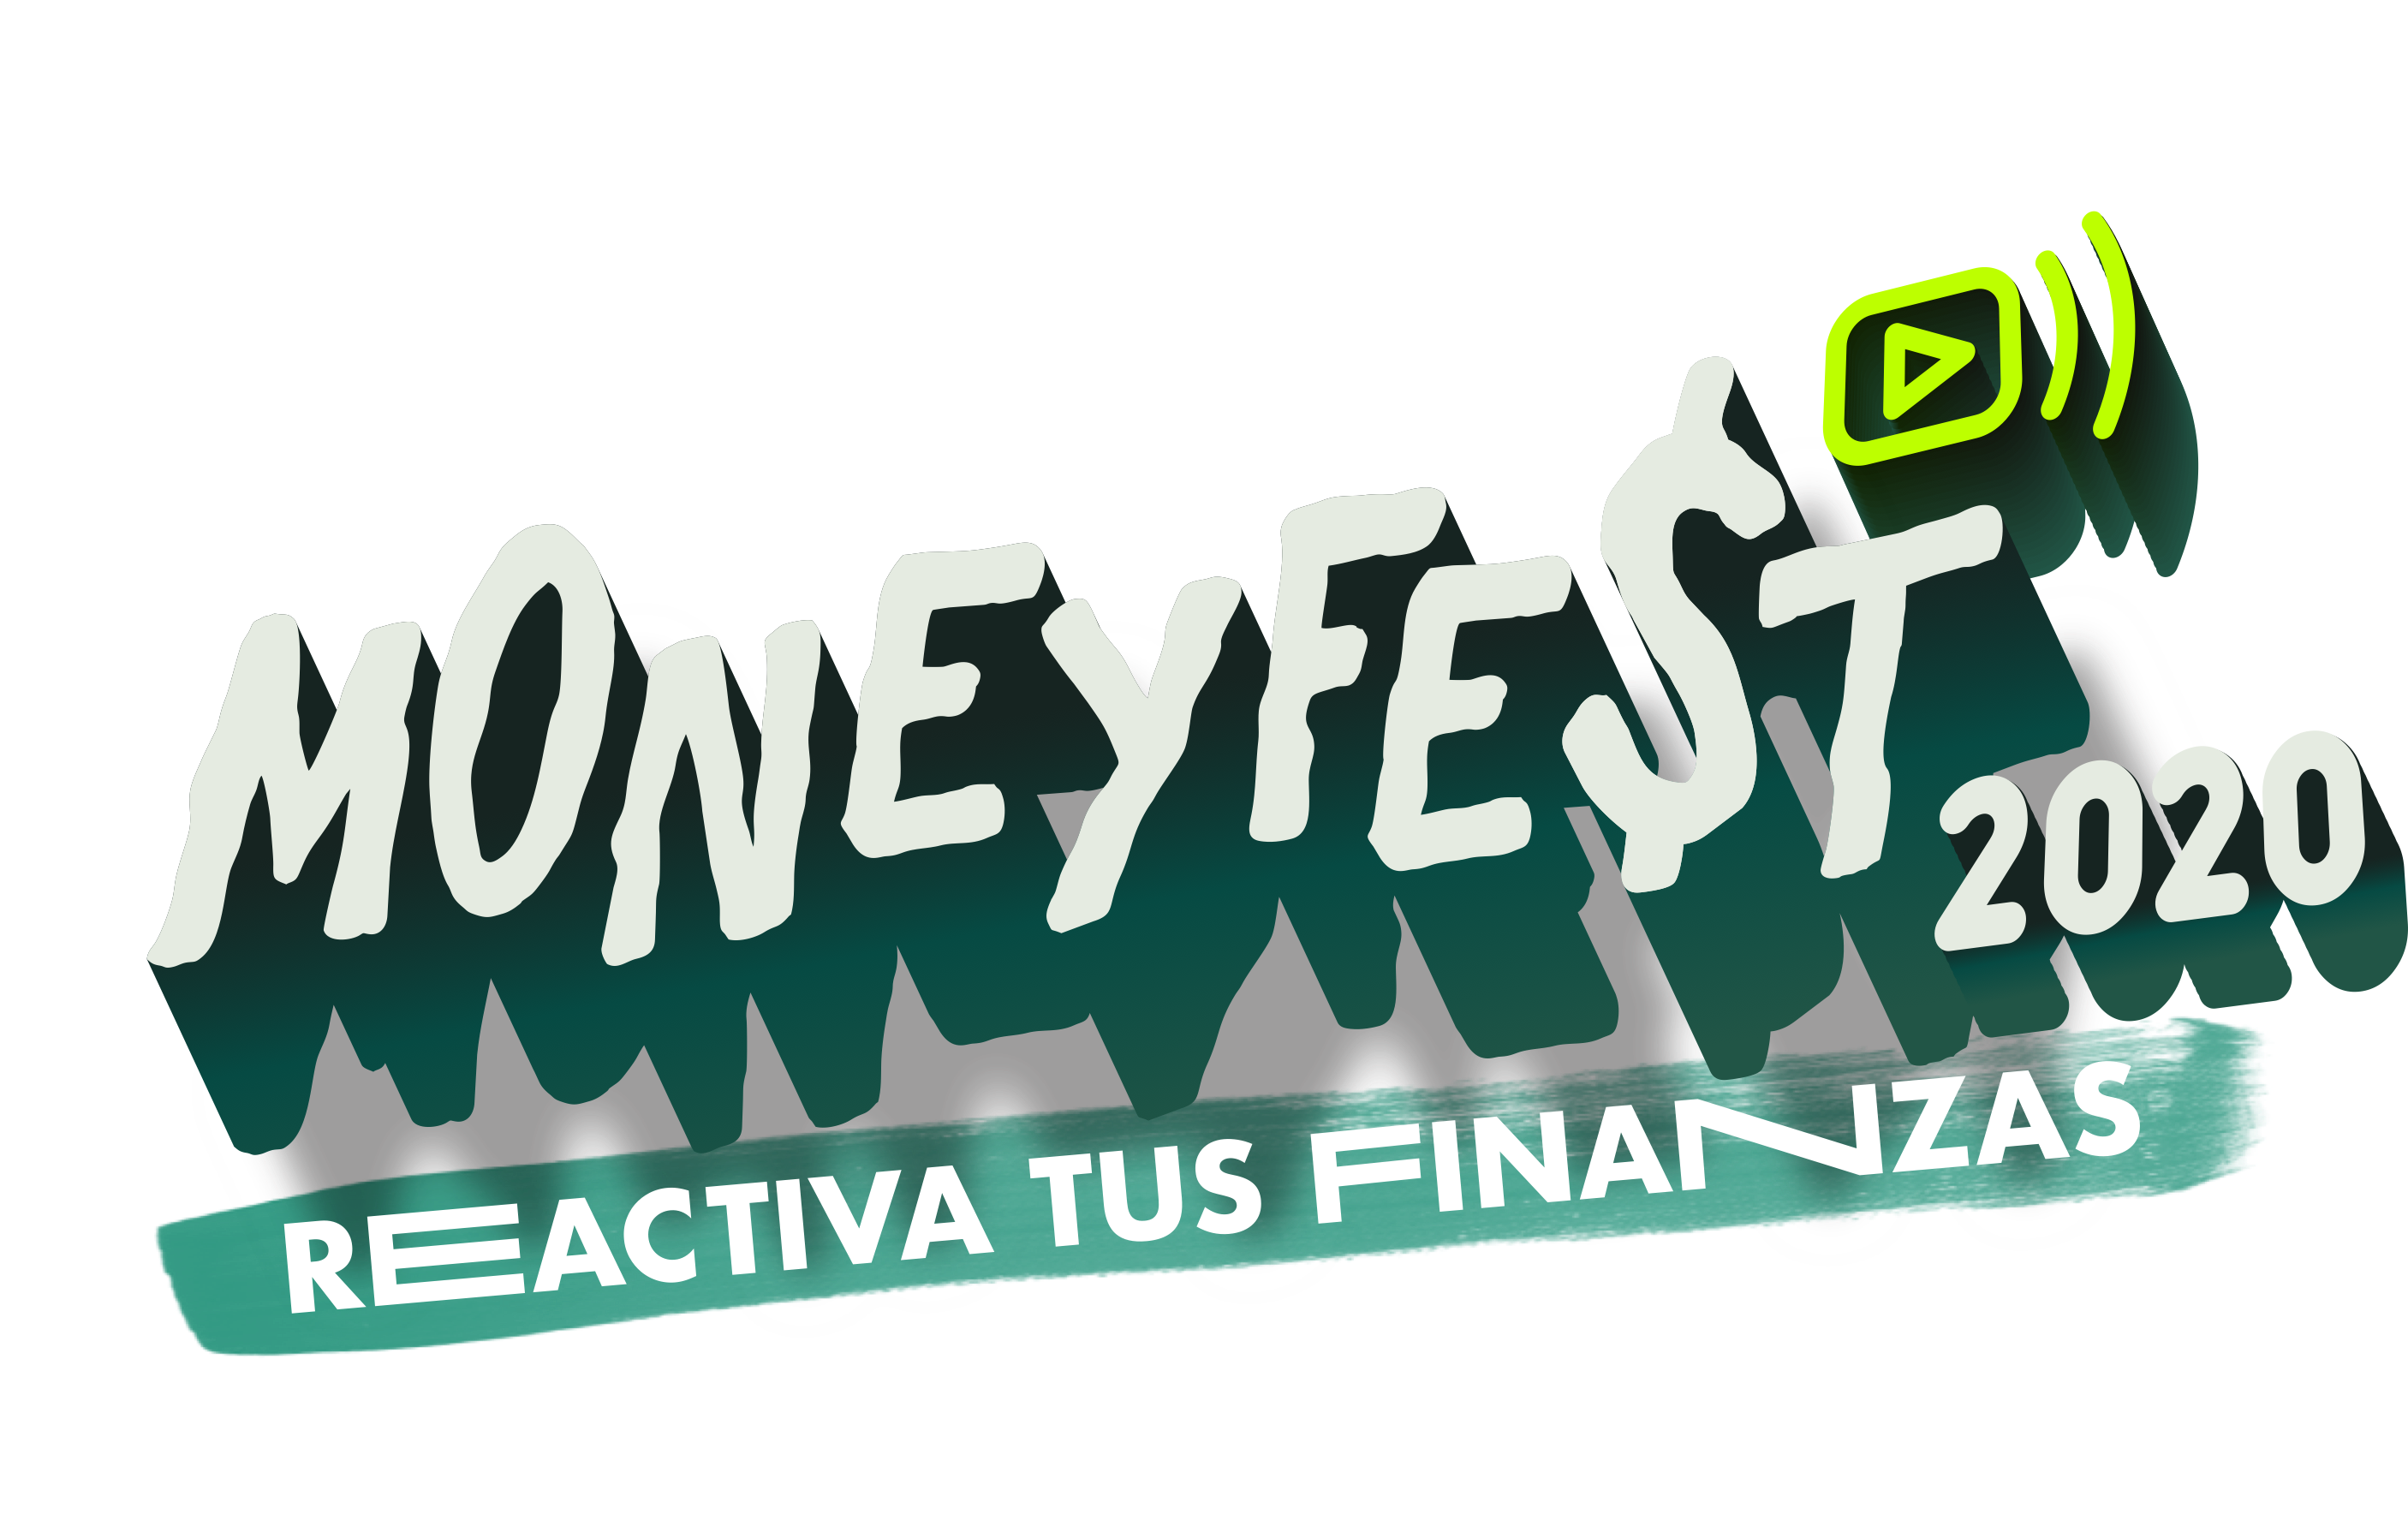 MONEYFE$T
2020
REACTIVA TUS FINANZAS